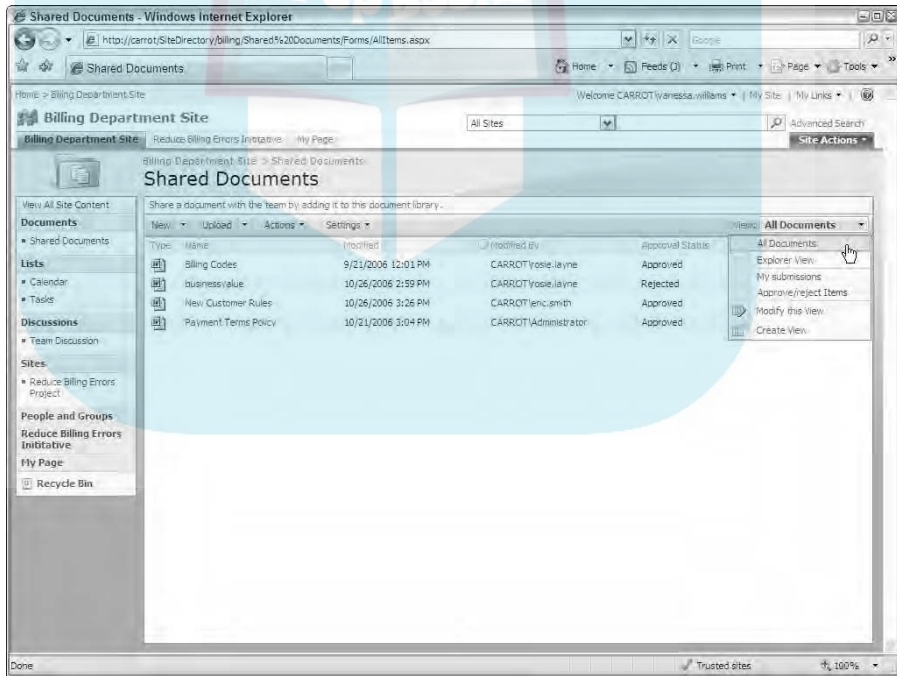 Shared Documents - Windows Internet Explorer
http://carrot/SiteDirectory/billing/Shared%20Documents/Forms/AllItems.aspx
Google
Shared Documents
Home
Feeds (J)
Print
Page
Tools
Home > Billing Department Site
Welcome CARROT\vanessa.williams
My Site
My Links
Billing Department Site
All Sites
Advanced Search
Billing Department Site
Reduce Billing Errors Inititative
My Page
Site Actions
Billing Department Site > Shared Documents
Shared Documents
View All Site Content
Share a document with the team by adding it to this document library.
Documents
New
Upload
Actions
Settings
View:
All Documents
Shared Documents
Type
Name
Modified
Modified By
Approval Status
All Documents
Lists
Billing Codes
9/21/2006 12:01 PM
CARROT\rosie.layne
Approved
Explorer View
Calendar
businessvalue
10/26/2006 2:59 PM
CARROT\rosie.layne
Rejected
My submissions
Tasks
Approve/reject Items
New Customer Rules
10/26/2006 3:26 PM
CARROT\eric.smith
Approved
Modify this View
Discussions
Payment Terms Policy
10/21/2006 3:04 PM
CARROT\Administrator
Approved
Create View
Team Discussion
Sites
Reduce Billing Errors
Project
People and Groups
Reduce Billing Errors
Inititative
My Page
Recycle Bin
Done
Trusted sites
100%